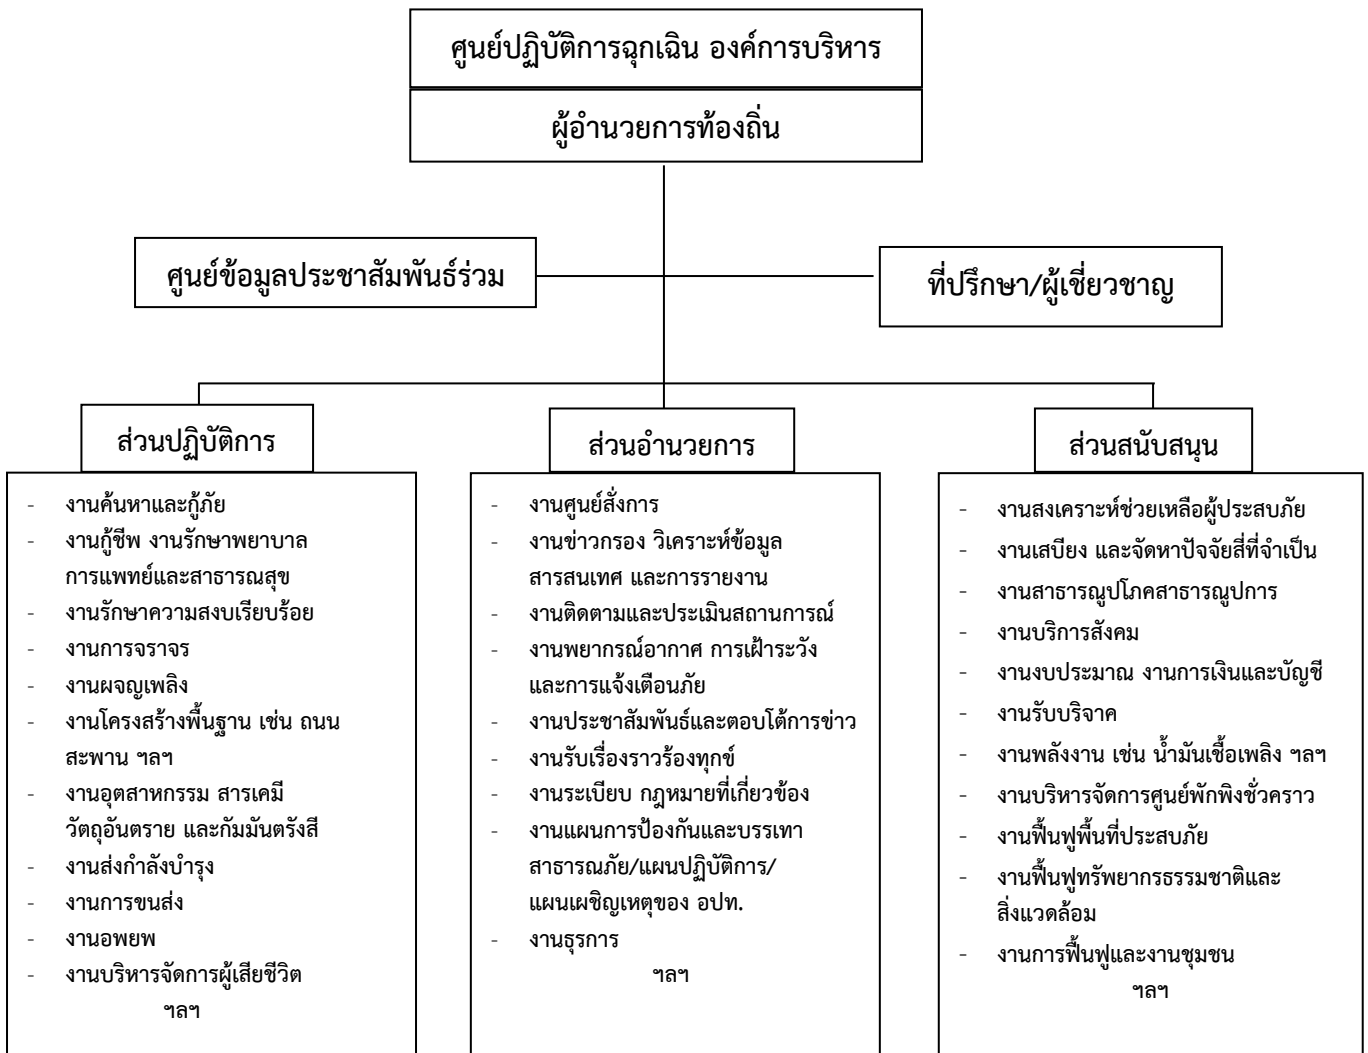 ศูนย์ปฏิบัติการฉุกเฉิน องค์การบริหาร
ผู้อำนวยการท้องถิ่น
ศูนย์ข้อมูลประชาสัมพันธ์ร่วม
ที่ปรึกษา/ผู้เชี่ยวชาญ
ส่วนปฏิบัติการ
- งานค้นหาและกู้ภัย
- งานกู้ชีพ งานรักษาพยาบาล
การแพทย์และสาธารณสุข
- งานรักษาความสงบเรียบร้อย
- งานการจราจร
- งานผจญเพลิง
- งานโครงสร้างพื้นฐาน เช่น ถนน
สะพาน ฯลฯ
- งานอุตสาหกรรม สารเคมี
วัตถุอันตราย และกัมมันตรังสี
- งานส่งกำลังบำรุง
- งานการขนส่ง
- งานอพยพ
- งานบริหารจัดการผู้เสียชีวิต
ฯลฯ
ส่วนอำนวยการ
- งานศูนย์สั่งการ
- งานข่าวกรอง วิเคราะห์ข้อมูล
สารสนเทศ และการรายงาน
- งานติดตามและประเมินสถานการณ์
- งานพยากรณ์อากาศ การเฝ้าระวัง
และการแจ้งเตือนภัย
- งานประชาสัมพันธ์และตอบโต้การข่าว
- งานรับเรื่องราวร้องทุกข์
- งานระเบียบ กฎหมายที่เกี่ยวข้อง
- งานแผนการป้องกันและบรรเทา
สาธารณภัย/แผนปฏิบัติการ/
แผนเผชิญเหตุของ อปท.
- งานธุรการ
ฯลฯ
ส่วนสนับสนุน
- งานสงเคราะห์ช่วยเหลือผู้ประสบภัย
- งานเสบียง และจัดหาปัจจัยสี่ที่จำเป็น
- งานสาธารณูปโภคสาธารณูปการ
- งานบริการสังคม
- งานงบประมาณ งานการเงินและบัญชี
- งานรับบริจาค
- งานพลังงาน เช่น น้ำมันเชื้อเพลิง ฯลฯ
- งานบริหารจัดการศูนย์พักพิงชั่วคราว
- งานฟื้นฟูพื้นที่ประสบภัย
- งานฟื้นฟูทรัพยากรธรรมชาติและ
สิ่งแวดล้อม
- งานการฟื้นฟูและงานชุมชน
ฯลฯ